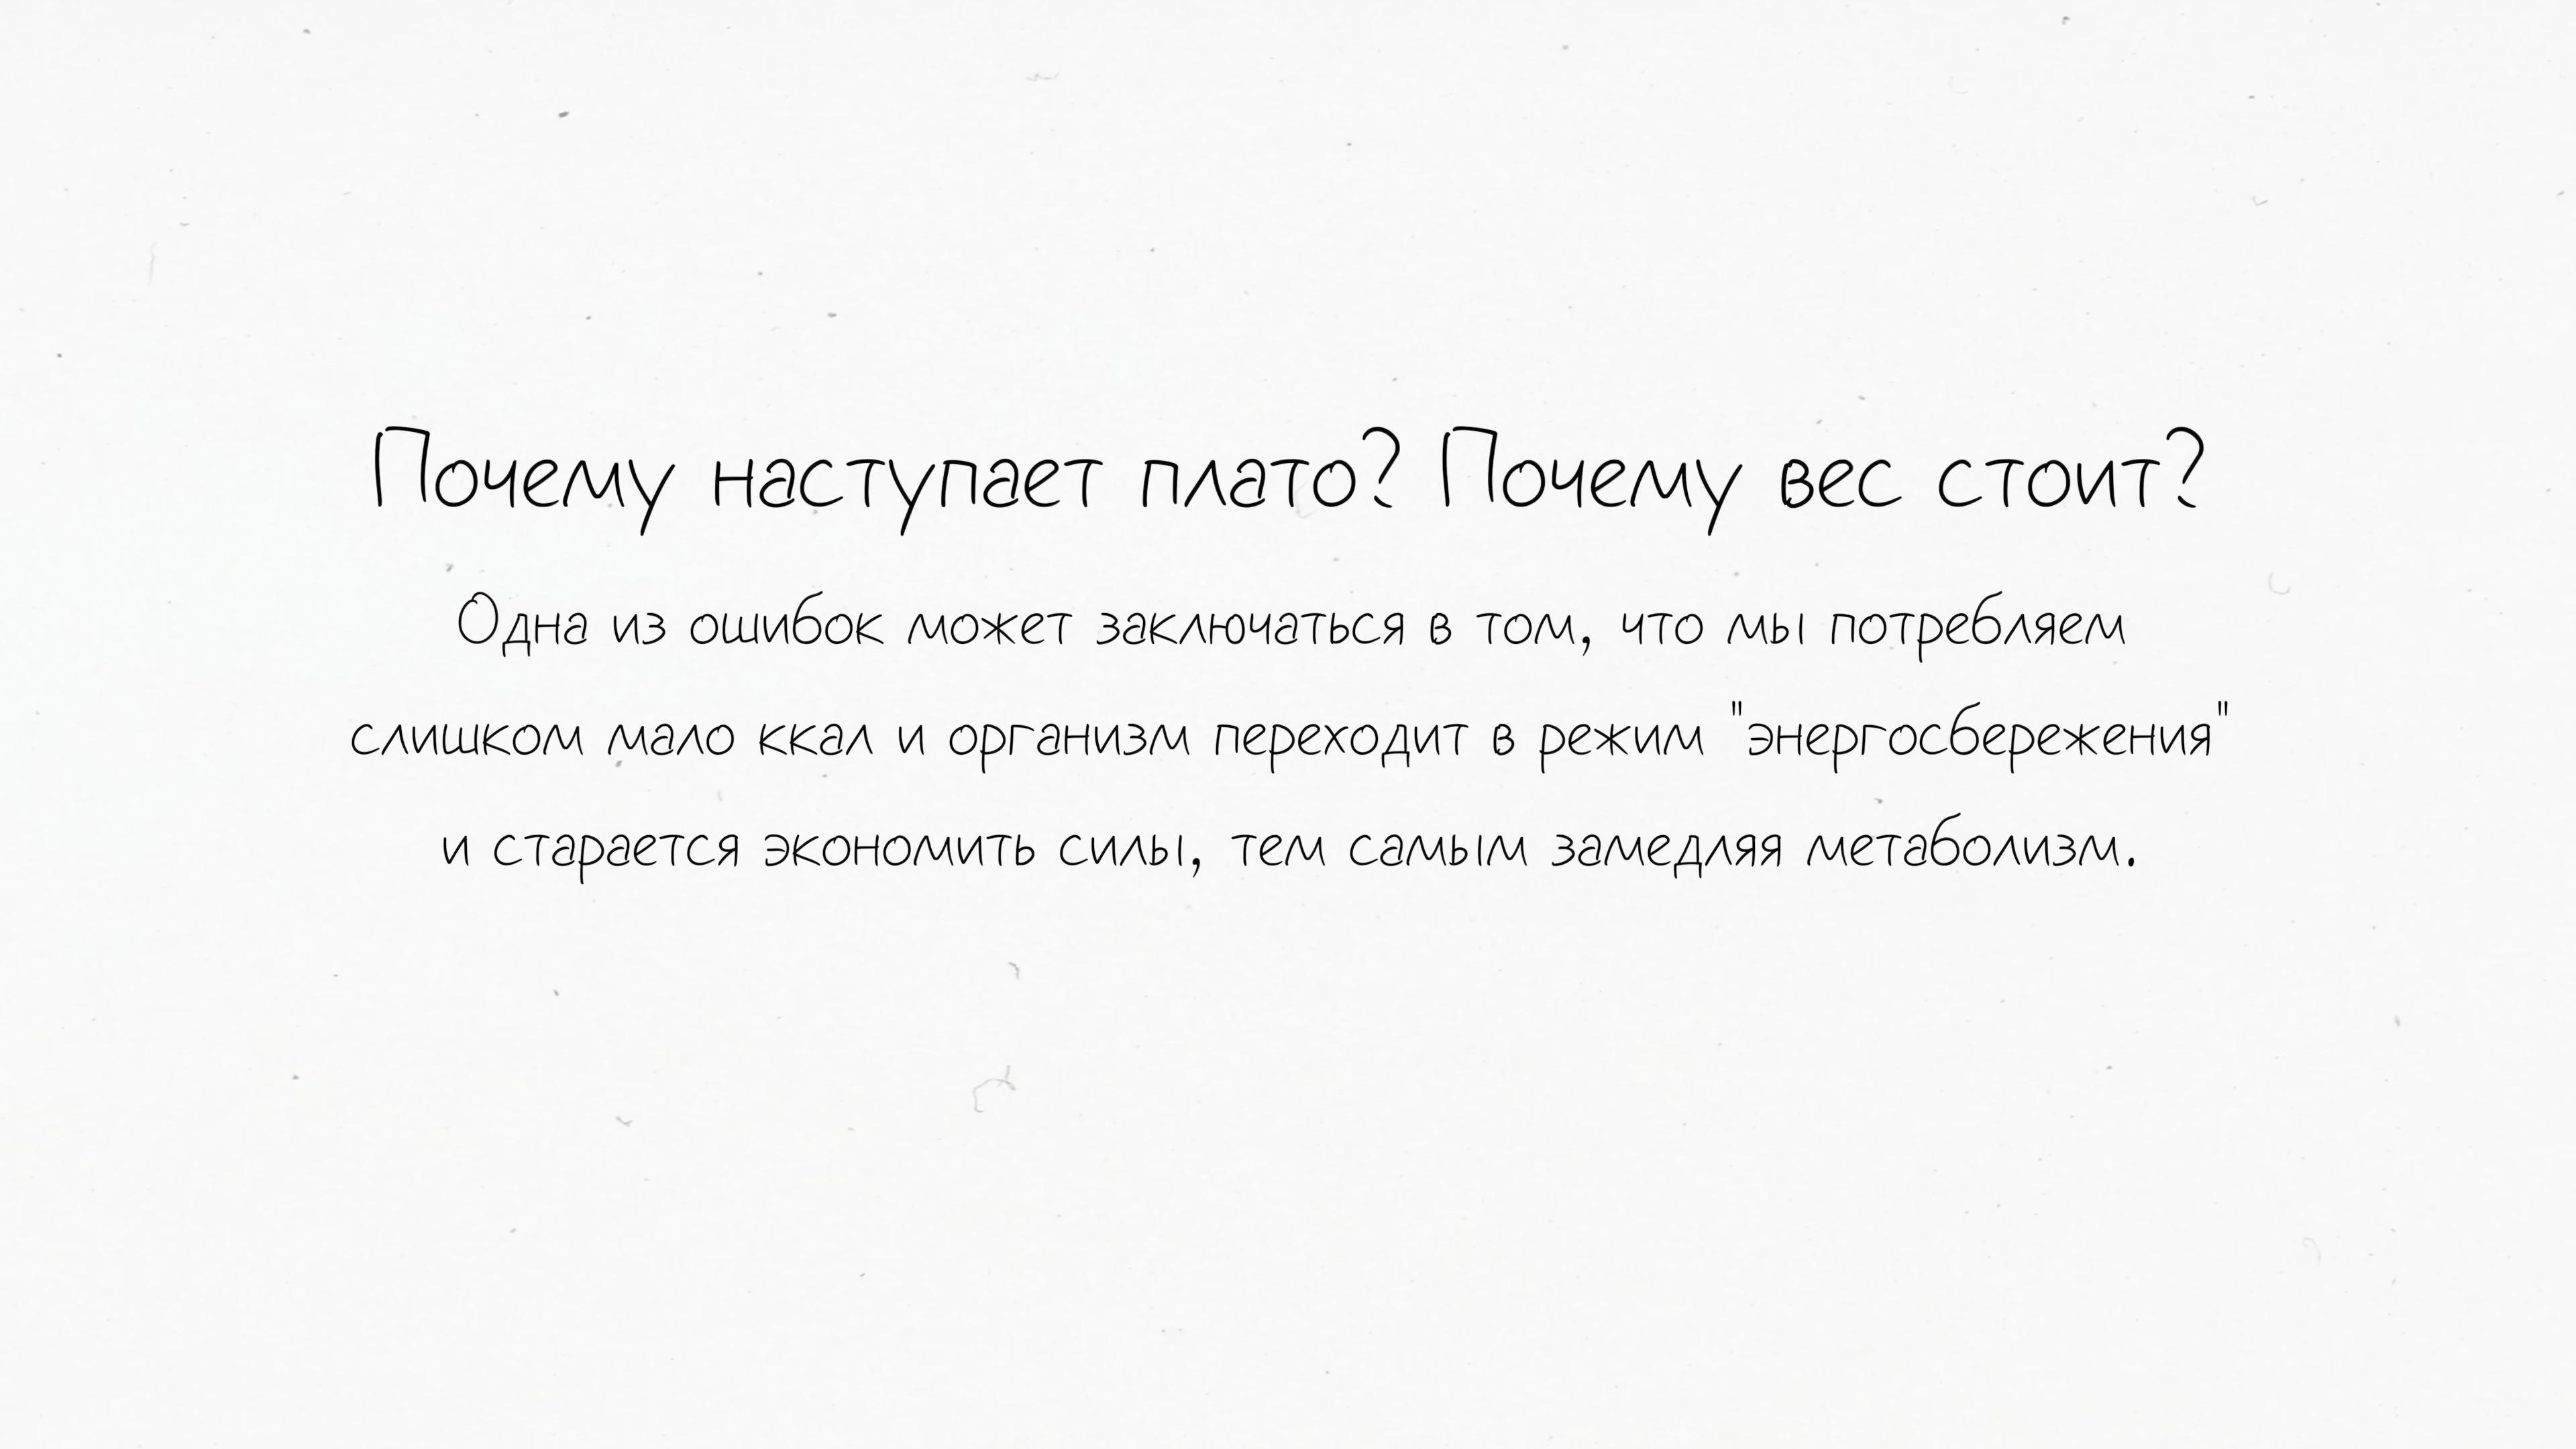 Почему наступает плато? Почему вес стоит?
Одна из ошибок может заключаться в том, что мы потребляем
слишком мало ккал и организм переходит в режим "энергосбережения"
и старается экономить силы, тем самым замедляя метаболизм.